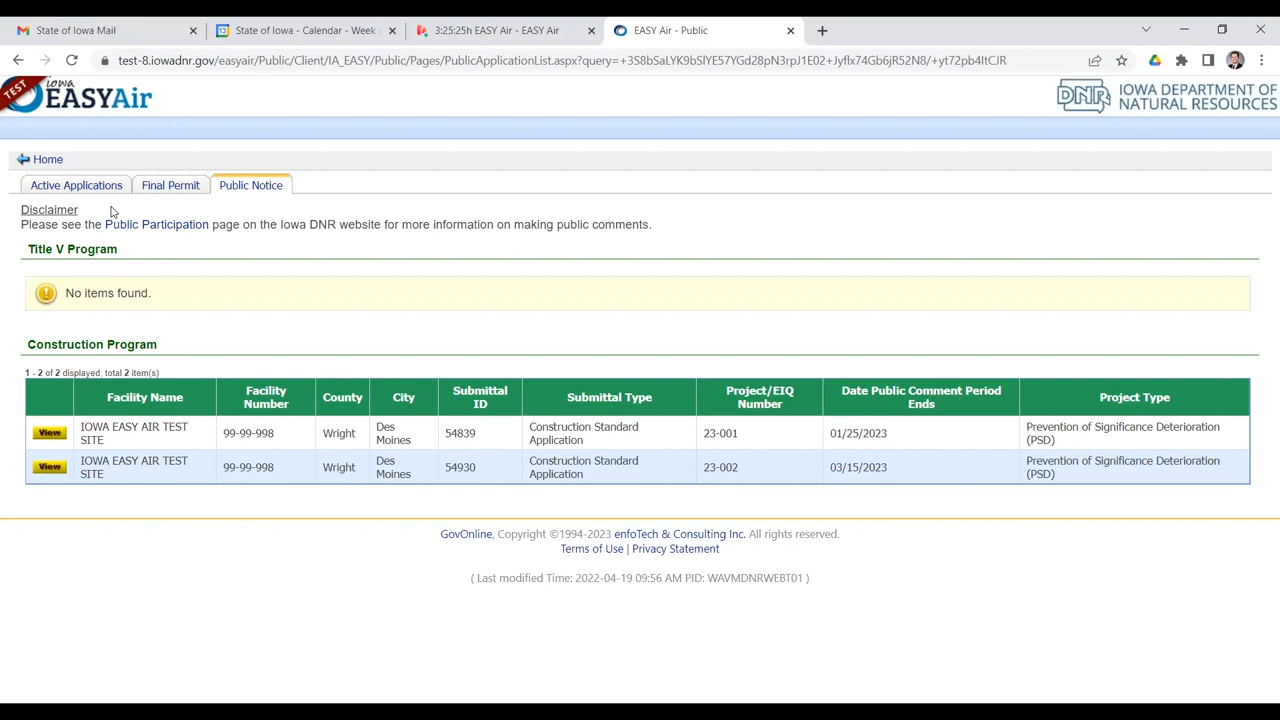 State of Iowa Mail
State of Iowa - Calendar - Week
3:25:25h EASY Air - EASY Air
EASY Air - Public
test-8.iowadnr.gov/easyair/Public/Client/IA_EASY/Public/Pages/PublicApplicationList.aspx?query=+3S8bSaLYK9bSlYE57YGd28pN3rpJ1E02+Jyflx74Gb6jR52N8/+yt72pb4ItCJR
TEST
iowa
EASYAir
DNR
IOWA DEPARTMENT OF
NATURAL RESOURCES
Home
Active Applications
Final Permit
Public Notice
Disclaimer
Please see the Public Participation page on the Iowa DNR website for more information on making public comments.
Title V Program
No items found.
Construction Program
1 - 2 of 2 displayed, total 2 item(s)
Facility Name
Facility
Number
County
City
Submittal
ID
Submittal Type
Project/EIQ
Number
Date Public Comment Period
Ends
Project Type
View
IOWA EASY AIR TEST
SITE
99-99-998
Wright
Des
Moines
54839
Construction Standard
Application
23-001
01/25/2023
Prevention of Significance Deterioration
(PSD)
View
IOWA EASY AIR TEST
SITE
99-99-998
Wright
Des
Moines
54930
Construction Standard
Application
23-002
03/15/2023
Prevention of Significance Deterioration
(PSD)
GovOnline, Copyright ©1994-2023 enfoTech & Consulting Inc. All rights reserved.
Terms of Use | Privacy Statement
( Last modified Time: 2022-04-19 09:56 AM PID: WAVMDNRWEBT01 )